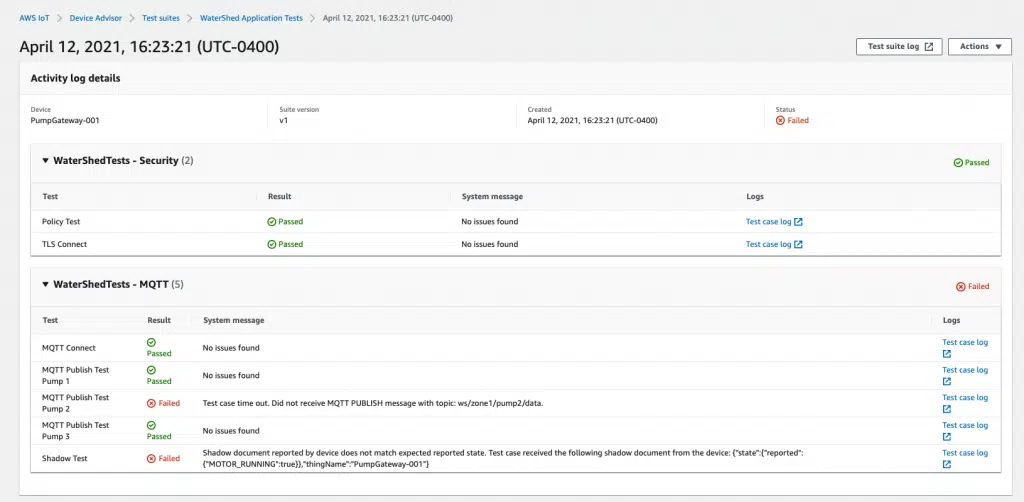 AWS IoT > Device Advisor > Test suites > WaterShed Application Tests > April 12, 2021, 16:23:21 (UTC-0400)
April 12, 2021, 16:23:21 (UTC-0400)
Test suite log
Actions
Activity log details
Device
PumpGateway-001
Suite version
v1
Created
April 12, 2021, 16:23:21 (UTC-0400)
Status
Failed
WaterShedTests - Security (2)
Passed
Test Result System message Logs
Policy Test Passed No issues found Test case log
TLS Connect Passed No issues found Test case log
WaterShedTests - MQTT (5)
Failed
Test Result System message Logs
MQTT Connect
Passed
No issues found
Test case log
MQTT Publish Test
Pump 1
Passed
No issues found
Test case log
MQTT Publish Test
Pump 2
Failed
Test case time out. Did not receive MQTT PUBLISH message with topic: ws/zone1/pump2/data.
Test case log
MQTT Publish Test
Pump 3
Passed
No issues found
Test case log
Shadow Test
Failed
Shadow document reported by device does not match expected reported state. Test case received the following shadow document from the device: {"state":{"reported":
{"MOTOR_RUNNING":true}},"thingName":"PumpGateway-001"}
Test case log